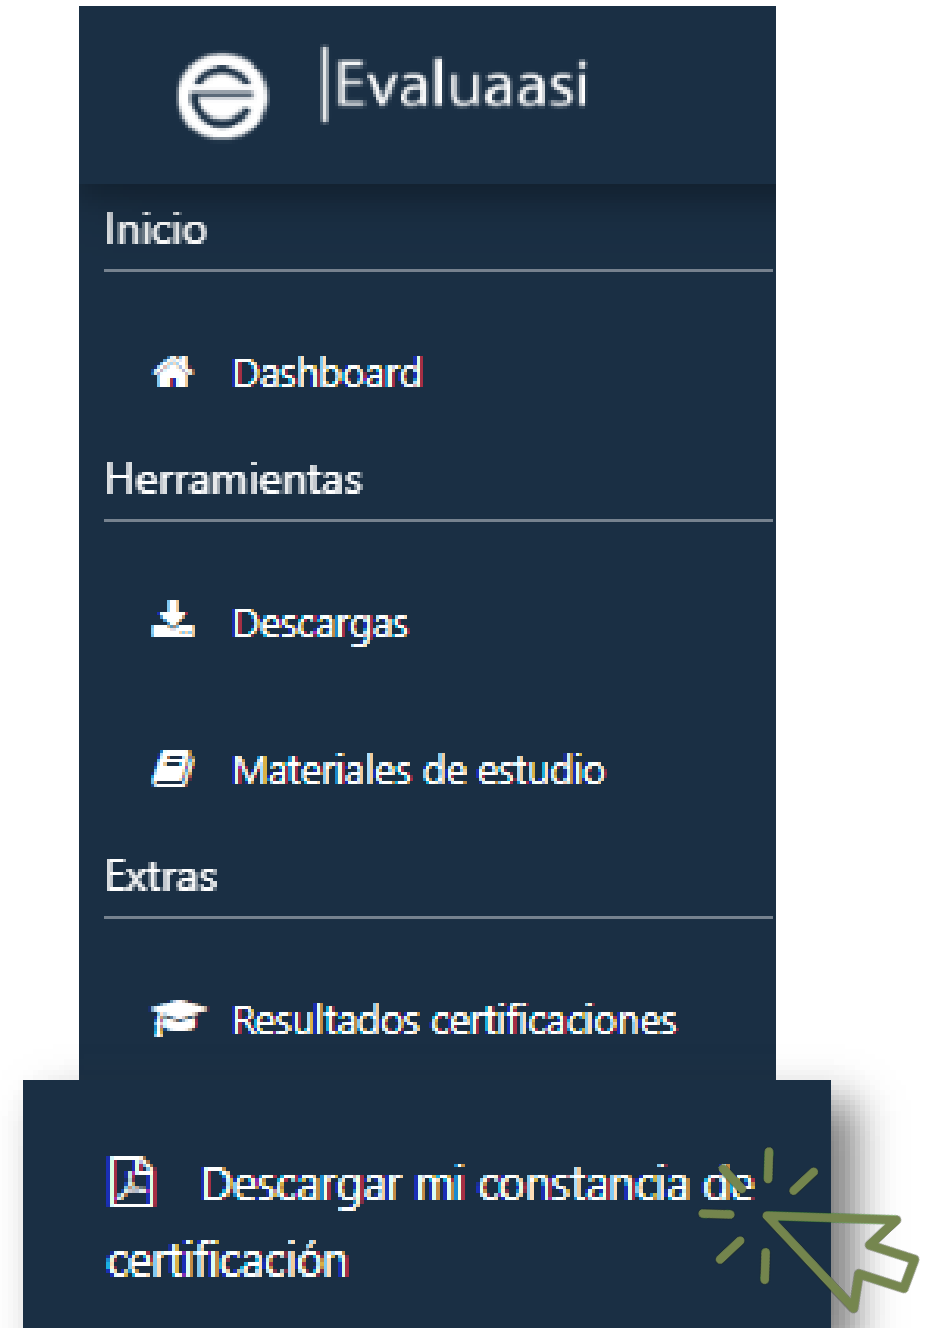 |Evaluaasi
Inicio
Dashboard
Herramientas
Descargas
Materiales de estudio
Extras
Resultados certificaciones
Descargar mi constancia de
certificación